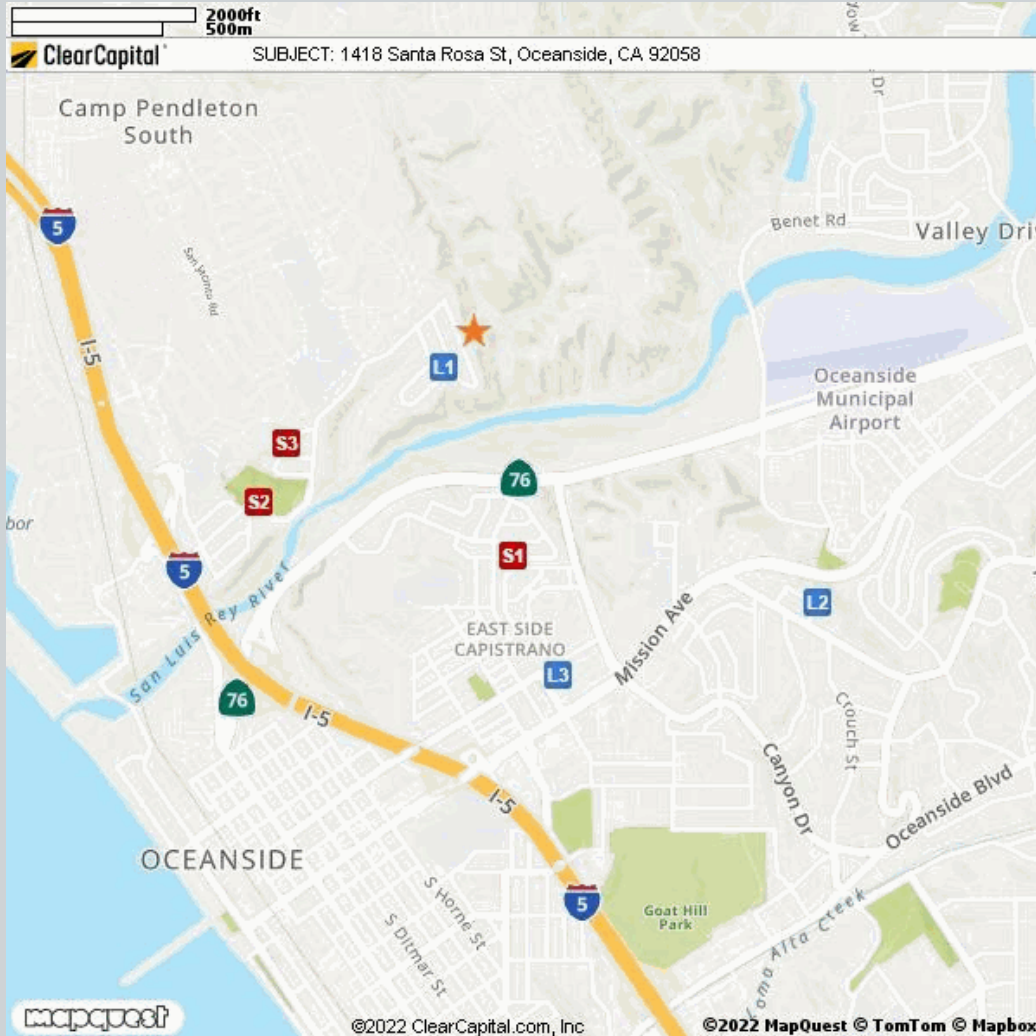 2000ft
500m
ClearCapital
SUBJECT: 1418 Santa Rosa St, Oceanside, CA 92058
Camp Pendleton
South
Dr
Benet Rd
Valley Dri
5
San Jacinto Rd
I-5
L1
Oceanside
Municipal
Airport
S3
76
S2
bor
S1
5
San Luis Rey River
L2
EAST SIDE
CAPISTRANO
Mission Ave
L3
76
I-5
Crouch St
Canyon Dr
I-5
Oceanside Blvd
OCEANSIDE
S Horne St
5
Goat Hill
Park
S Ditmar St
Loma Alta Creek
mapquest
©2022 ClearCapital.com, Inc
©2022 MapQuest © TomTom © Mapbox